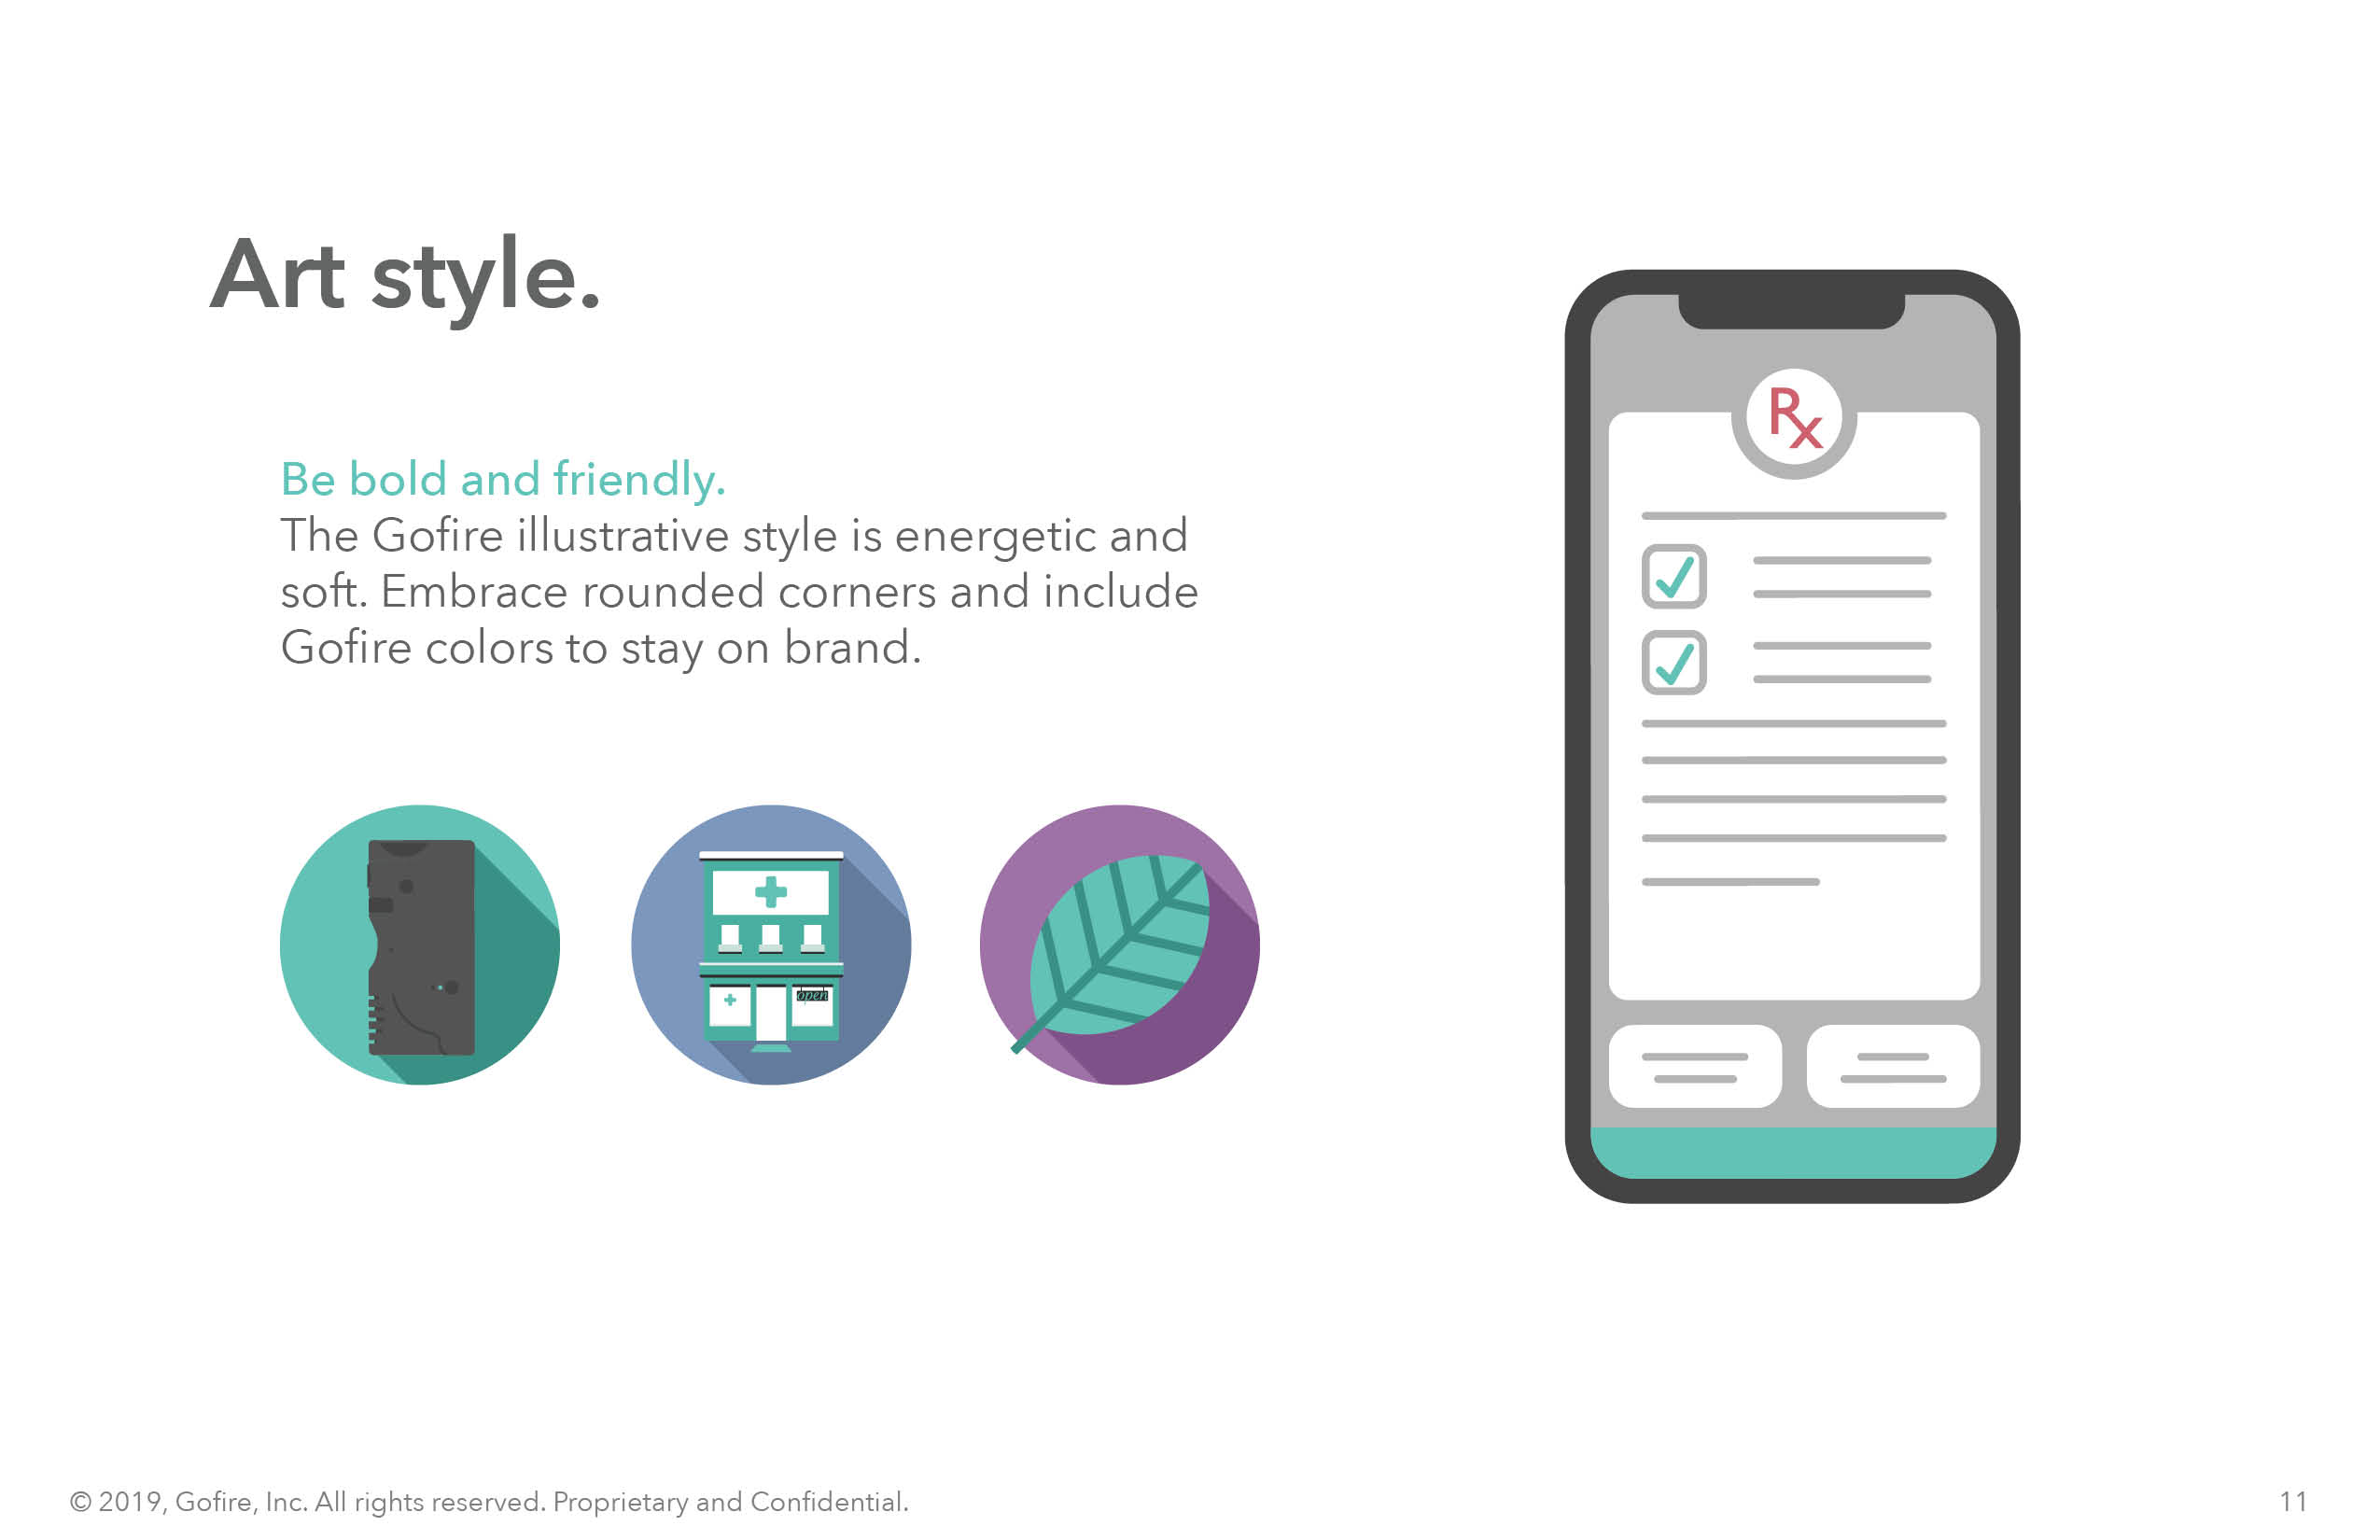 Art style.
Be bold and friendly.
The Gofire illustrative style is energetic and
soft. Embrace rounded corners and include
Gofire colors to stay on brand.
open
Rx
© 2019, Gofire, Inc. All rights reserved. Proprietary and Confidential.
11